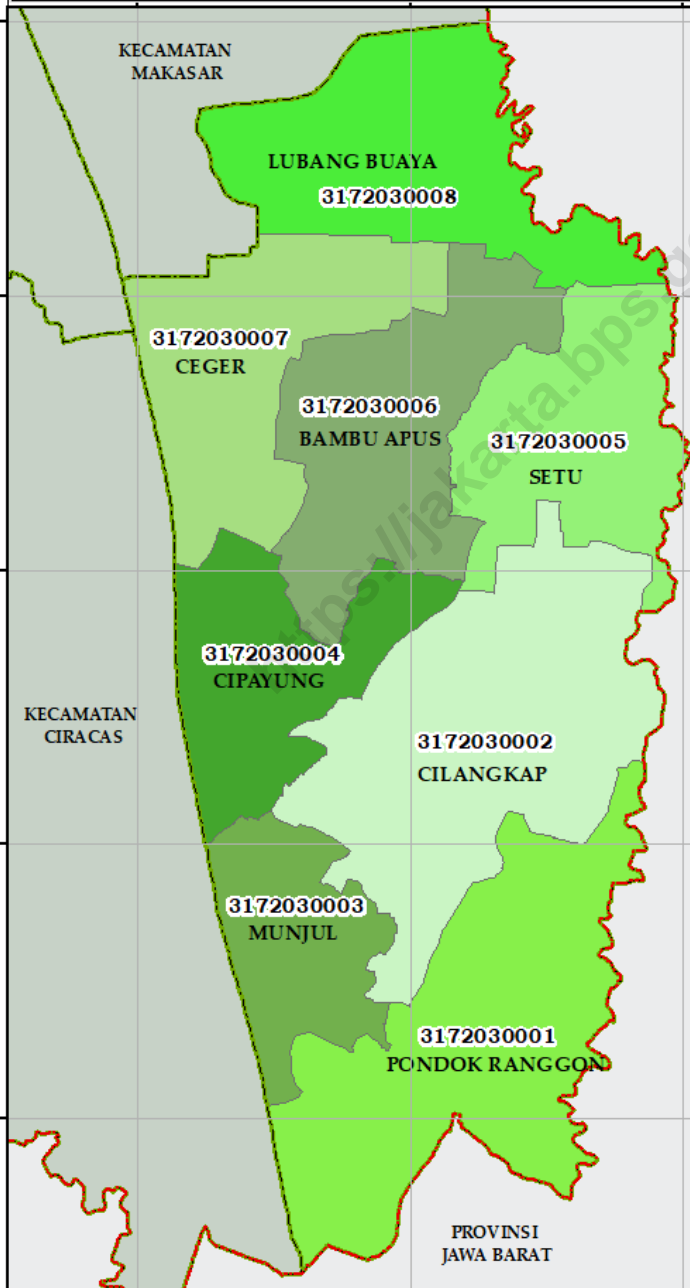 KECAMATAN
MAKASAR
LUBANG BUAYA
3172030008
3172030007
CEGER
3172030006
BAMBU APUS
3172030005
SETU
3172030004
CIPAYUNG
KECAMATAN
CIRACAS
3172030002
CILANGKAP
3172030003
MUNJUL
3172030001
PONDOK RANGGON
PROVINSI
JAWA BARAT
https://jakarta.bps.go